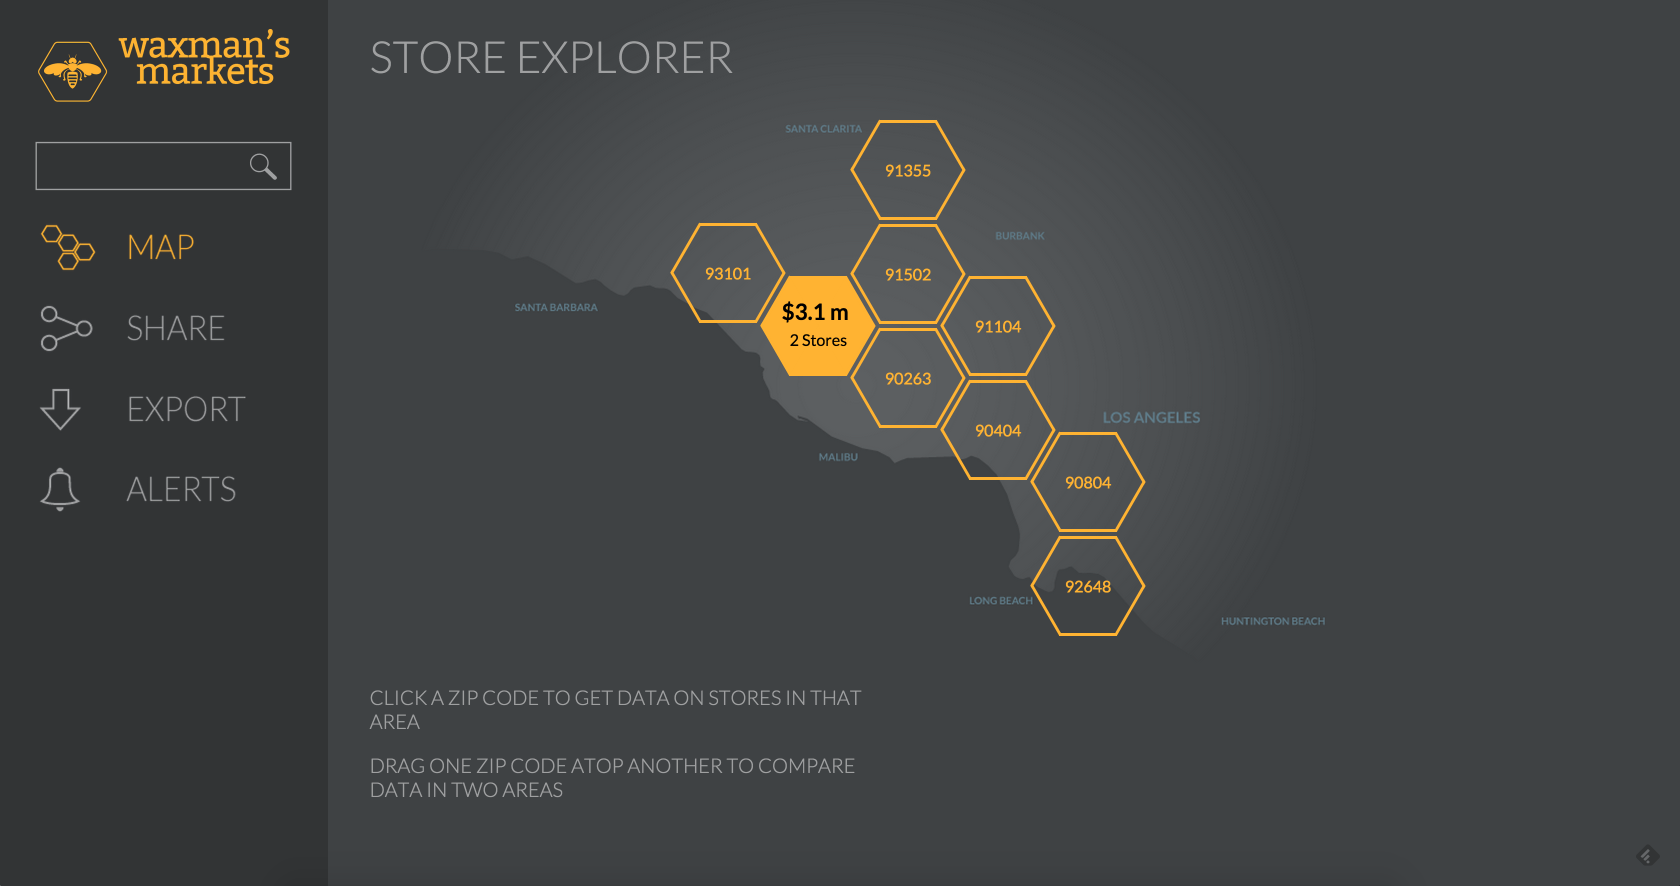 waxman's
markets
MAP
SHARE
EXPORT
ALERTS
STORE EXPLORER
SANTA CLARITA
91355
BURBANK
93101
91502
SANTA BARBARA
$3.1 m
2 Stores
91104
90263
LOS ANGELES
90404
MALIBU
90804
92648
LONG BEACH
HUNTINGTON BEACH
CLICK A ZIP CODE TO GET DATA ON STORES IN THAT
AREA
DRAG ONE ZIP CODE ATOP ANOTHER TO COMPARE
DATA IN TWO AREAS